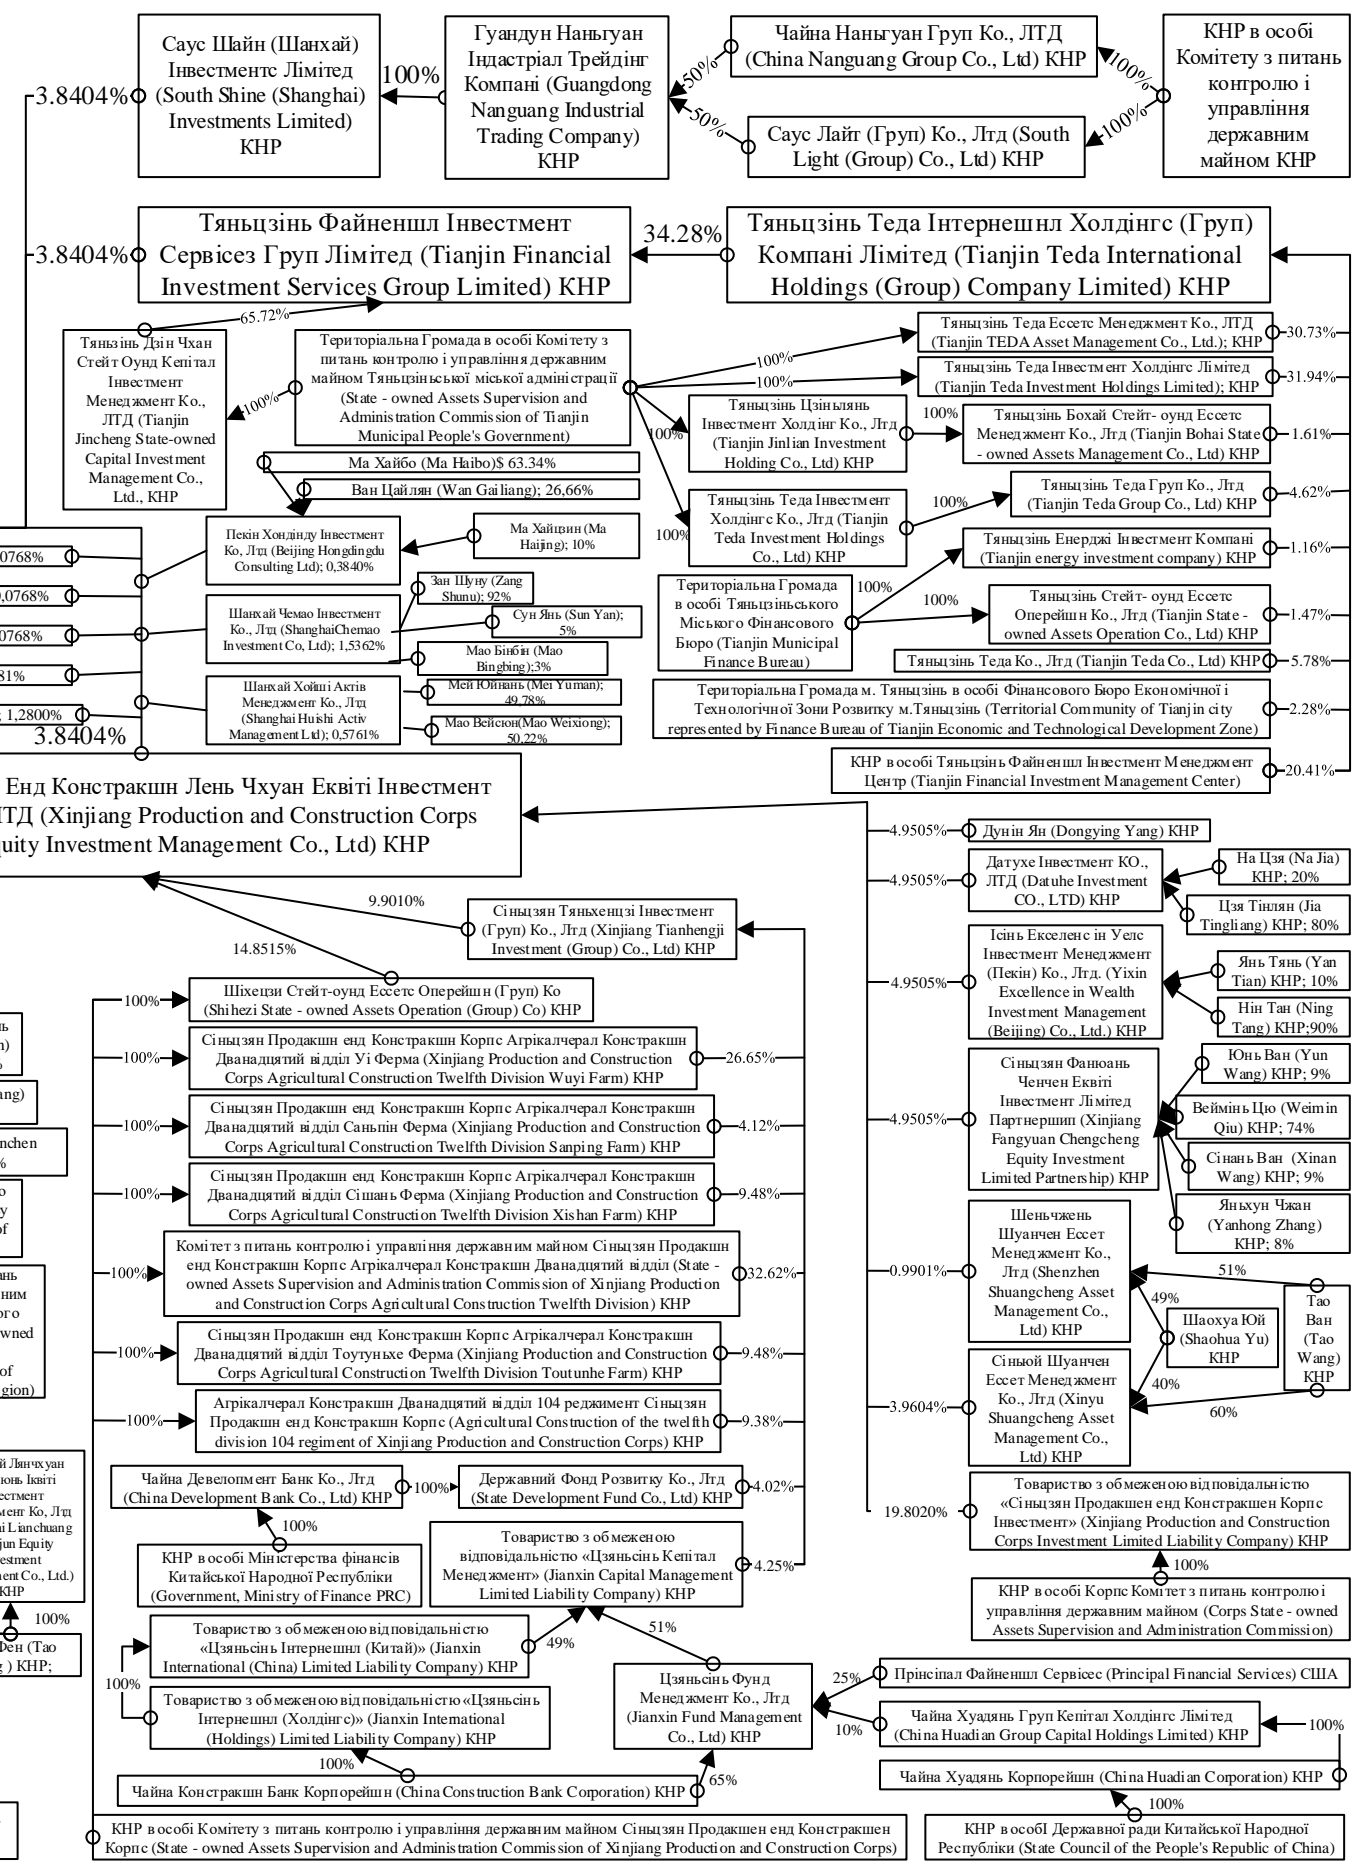 Саус Шайн (Шанхай)
Інвестментс Лімітед
(South Shine (Shanghai)
Investments Limited)
КНР
3.8404%
100%
Гуандун Наньгуан
Індастріал Трейдінг
Компані (Guangdong
Nanguang Industrial
Trading Company)
КНР
50%
50%
Чайна Наньгуан Груп Ко., ЛТД
(China Nanguang Group Co., Ltd) КНР
Саус Лайт (Груп) Ко., Лтд (South
Light (Group) Co., Ltd) КНР
100%
100%
КНР в особі
Комітету з питань
контролю і
управління
державним
майном КНР
3.8404%
Тяньцзінь Файненшл Інвестмент
Сервісез Груп Лімітед (Tianjin Financial
Investment Services Group Limited) КНР
34.28%
Тяньцзінь Теда Інтернешнл Холдінгс (Груп)
Компані Лімітед (Tianjin Teda International
Holdings (Group) Company Limited) КНР
65.72%
Тяньзінь Дзін Чхан
Стейт Оунд Кепітал
Інвестмент
Менеджмент Ко.,
ЛТД (Tianjin
Jincheng State-owned
Capital Investment
Management Co.,
Ltd., КНР
100%
Територіальна Громада в особі Комітету з
питань контролю і управління державним
майном Тяньцзіньської міської адміністрації
(State - owned Assets Supervision and
Administration Commission of Tianjin
Municipal People's Government)
100%
100%
100%
100%
Тяньцзінь Теда Ессетс Менеджмент Ко., ЛТД
(Tianjin TEDA Asset Management Co., Ltd.); КНР
30.73%
Тяньцзінь Теда Інвестмент Холдінгс Лімітед
(Tianjin Teda Investment Holdings Limited); КНР
31.94%
Тяньцзінь Цзіньлянь
Інвестмент Холдінг Ко., Лтд
(Tianjin Jinlian Investment
Holding Co., Ltd) КНР
100%
Тяньцзінь Бохай Стейт- оунд Ессетс
Менеджмент Ко., Лтд (Tianjin Bohai State
- owned Assets Management Co., Ltd) КНР
1.61%
Тяньцзінь Теда Інвестмент
Холдінгс Ко., Лтд (Tianjin
Teda Investment Holdings
Co., Ltd) КНР
100%
Тяньцзінь Теда Груп Ко., Лтд
(Tianjin Teda Group Co., Ltd) КНР
4.62%
Тяньцзінь Енерджі Інвестмент Компані
(Tianjin energy investment company) КНР
1.16%
Територіальна Громада
в особі Тяньцзіньського
Міського Фінансового
Бюро (Tianjin Municipal
Finance Bureau)
100%
100%
Тяньцзінь Стейт- оунд Ессетс
Оперейшн Ко., Лтд (Tianjin State -
owned Assets Operation Co., Ltd) КНР
1.47%
Тяньцзінь Теда Ко., Лтд (Tianjin Teda Co., Ltd) КНР
5.78%
Територіальна Громада м. Тяньцзінь в особі Фінансового Бюро Економічної і
Технологічної Зони Розвитку м.Тяньцзінь (Territorial Community of Tianjin city
represented by Finance Bureau of Tianjin Economic and Technological Development Zone)
2.28%
КНР в особі Тяньцзінь Файненшл Інвестмент Менеджмент
Центр (Tianjin Financial Investment Management Center)
20.41%
Ма Хайбо (Ma Haibo)$ 63.34%
Ван Цайлян (Wan Gailiang); 26,66%
Пекін Хондінду Інвестмент
Ко, Лтд (Beijing Hongdingdu
Consulting Ltd); 0,3840%
Ма Хайцзин (Ma
Haijing); 10%
Шанхай Чемао Інвестмент
Ко., Лтд (ShanghaiChemao
Investment Co, Ltd); 1,5362%
Зан Шуну (Zang
Shunu); 92%
Сун Янь (Sun Yan);
5%
Мао Бінбін (Mao
Bingbing);3%
Шанхай Хойші Актів
Менеджмент Ко., Лтд
(Shanghai Huishi Activ
Management Ltd); 0,5761%
Мей Юйнань (Mei Yuman);
49,78%
Мао Вейсюн(Mao Weixiong);
50,22%
0768%
,0768%
0768%
81%
; 1,2800%
3.8404%
Енд Констракшн Лень Чхуан Еквіті Інвестмент
ЛТД (Xinjiang Production and Construction Corps
quity Investment Management Co., Ltd) КНР
9.9010%
14.8515%
Сіньцзян Тяньхенцзі Інвестмент
(Груп) Ко., Лтд (Xinjiang Tianhengji
Investment (Group) Co., Ltd) КНР
100%
Шіхецзи Стейт-оунд Ессетс Оперейшн (Груп) Ко
(Shihezi State - owned Assets Operation (Group) Co) КНР
100%
Сіньцзян Продакшн енд Констракшн Корпс Агрікалчерал Констракшн
Дванадцятий відділ Уі Ферма (Xinjiang Production and Construction
Corps Agricultural Construction Twelfth Division Wuyi Farm) КНР
26.65%
100%
Сіньцзян Продакшн енд Констракшн Корпс Агрікалчерал Констракшн
Дванадцятий відділ Саньпін Ферма (Xinjiang Production and Construction
Corps Agricultural Construction Twelfth Division Sanping Farm) КНР
4.12%
100%
Сіньцзян Продакшн енд Констракшн Корпс Агрікалчерал Констракшн
Дванадцятий відділ Сішань Ферма (Xinjiang Production and Construction
Corps Agricultural Construction Twelfth Division Xishan Farm) КНР
9.48%
100%
Комітет з питань контролю і управління державним майном Сіньцзян Продакшн
енд Констракшн Корпс Агрікалчерал Констракшн Дванадцятий відділ (State -
owned Assets Supervision and Administration Commission of Xinjiang Production
and Construction Corps Agricultural Construction Twelfth Division) КНР
32.62%
100%
Сіньцзян Продакшн енд Констракшн Корпс Агрікалчерал Констракшн
Дванадцятий відділ Тоутуньхе Ферма (Xinjiang Production and Construction
Corps Agricultural Construction Twelfth Division Toutunhe Farm) КНР
9.48%
100%
Агрікалчерал Констракшн Дванадцятий відділ 104 реджимент Сіньцзян
Продакшн енд Констракшн Корпс (Agricultural Construction of the twelfth
division 104 regiment of Xinjiang Production and Construction Corps) КНР
9.38%
Чайна Девелопмент Банк Ко., Лтд
(China Development Bank Co., Ltd) КНР
100%
Державний Фонд Розвитку Ко., Лтд
(State Development Fund Co., Ltd) КНР
4.02%
100%
КНР в особі Міністерства фінансів
Китайської Народної Республіки
(Government, Ministry of Finance PRC)
Товариство з обмеженою
відповідальністю «Цзяньсінь Кепітал
Менеджмент» (Jianxin Capital Management
Limited Liability Company) КНР
4.25%
Товариство з обмеженою відповідальністю
«Цзяньсінь Інтернешнл (Китай)» (Jianxin
International (China) Limited Liability Company) КНР
49%
51%
100%
Товариство з обмеженою відповідальністю «Цзяньсінь
Інтернешнл (Холдінгс)» (Jianxin International
(Holdings) Limited Liability Company) КНР
100%
Чайна Констракшн Банк Корпорейшн (China Construction Bank Corporation) КНР
65%
Цзяньсінь Фунд
Менеджмент Ко., Лтд
(Jianxin Fund Management
Co., Ltd) КНР
25%
10%
Прінсіпал Файненшл Сервісес (Principal Financial Services) США
Чайна Хуадянь Груп Кепітал Холдінгс Лімітед
(China Huadian Group Capital Holdings Limited) КНР
100%
Чайна Хуадянь Корпорейшн (China Huadian Corporation) КНР
100%
КНР в особІ Державної ради Китайської Народної
Республіки (State Council of the People's Republic of China)
КНР в особі Комітету з питань контролю і управління державним майном Сіньцзян Продакшен енд Констракшен
Корпс (State - owned Assets Supervision and Administration Commission of Xinjiang Production and Construction Corps)
4.9505%
Дунін Ян (Dongying Yang) КНР
4.9505%
Датухе Інвестмент КО.,
ЛТД (Datuhe Investment
CO., LTD) КНР
На Цзя (Na Jia)
КНР; 20%
Цзя Тінлян (Jia
Tingliang) КНР; 80%
4.9505%
Ісінь Екселенс ін Уелс
Інвестмент Менеджмент
(Пекін) Ко., Лтд. (Yixin
Excellence in Wealth
Investment Management
(Beijing) Co., Ltd.) КНР
Янь Тянь (Yan
Tian) КНР; 10%
Нін Тан (Ning
Tang) КНР;90%
4.9505%
Сіньцзян Фанюань
Ченчен Еквіті
Інвестмент Лімітед
Партнершип (Xinjiang
Fangyuan Chengcheng
Equity Investment
Limited Partnership) КНР
Юнь Ван (Yun
Wang) КНР; 9%
Веймінь Цю (Weimin
Qiu) КНР; 74%
Сінань Ван (Xinan
Wang) КНР; 9%
Яньхун Чжан
(Yanhong Zhang)
КНР; 8%
0.9901%
Шеньчжень
Шуанчен Ессет
Менеджмент Ко.,
Лтд (Shenzhen
Shuangcheng Asset
Management Co.,
Ltd) КНР
51%
49%
Шаохуа Юй
(Shaohua Yu)
КНР
Тао
Ван
(Tao
Wang)
КНР
40%
60%
3.9604%
Сіньюй Шуанчен
Ессет Менеджмент
Ко., Лтд (Xinyu
Shuangcheng Asset
Management Co.,
Ltd) КНР
19.8020%
Товариство з обмеженою відповідальністю
«Сіньцзян Продакшен енд Констракшен Корпс
Інвестмент» (Xinjiang Production and Construction
Corps Investment Limited Liability Company) КНР
100%
КНР в особі Корпс Комітет з питань контролю і
управління державним майном (Corps State - owned
Assets Supervision and Administration Commission)
нь
n)
%
ang)
nchen
%
о
y
of
ань
ним
ого
wned
of
gion)
й Лянчхуан
юнь Іквіті
естмент
мент Ко, Лтд
ai Lianchuang
jun Equity
estment
ment Co., Ltd.)
КНР
100%
Фен (Tao
g ) КНР;